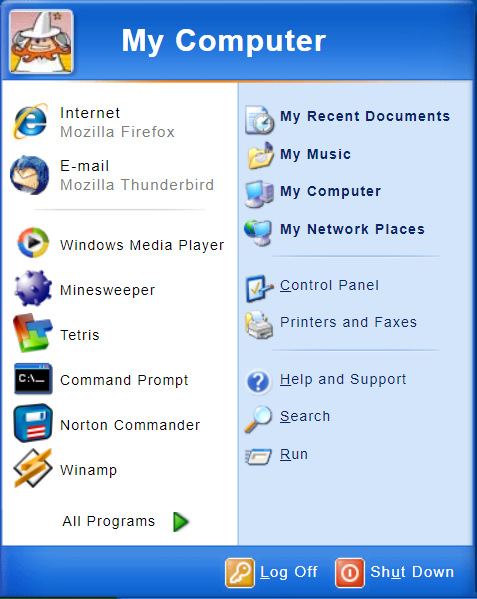 My Computer
Internet
Mozilla Firefox
E-mail
Mozilla Thunderbird
Windows Media Player
Minesweeper
Tetris
C:\_
Command Prompt
Norton Commander
Winamp
All Programs
My Recent Documents
My Music
My Computer
My Network Places
Control Panel
Printers and Faxes
Help and Support
Search
Run
Log Off
Shut Down